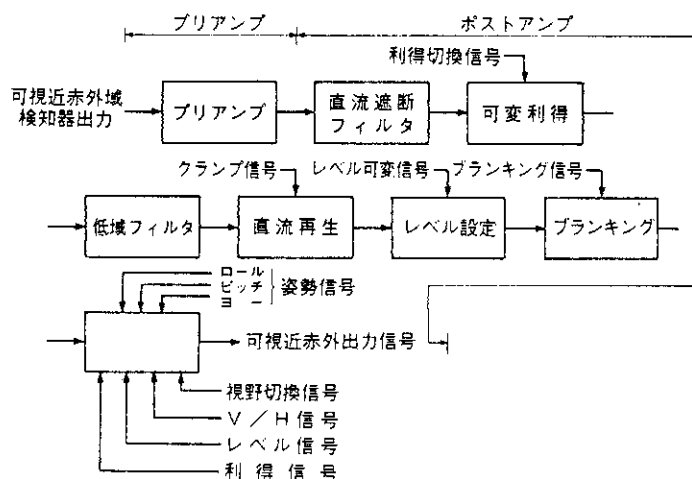 プリアンプ
ポストアンプ
利得切換信号
可視近赤外域
検知器出力
プリアンプ
直流遮断
フィルタ
可変利得
クランプ信号
レベル可変信号
ブランキング信号
低域フィルタ
直流再生
レベル設定
ブランキング
ロール
ピッチ
ヨー
姿勢信号
可視近赤外出力信号
視野切換信号
V/H信号
レベル信号
利得信号